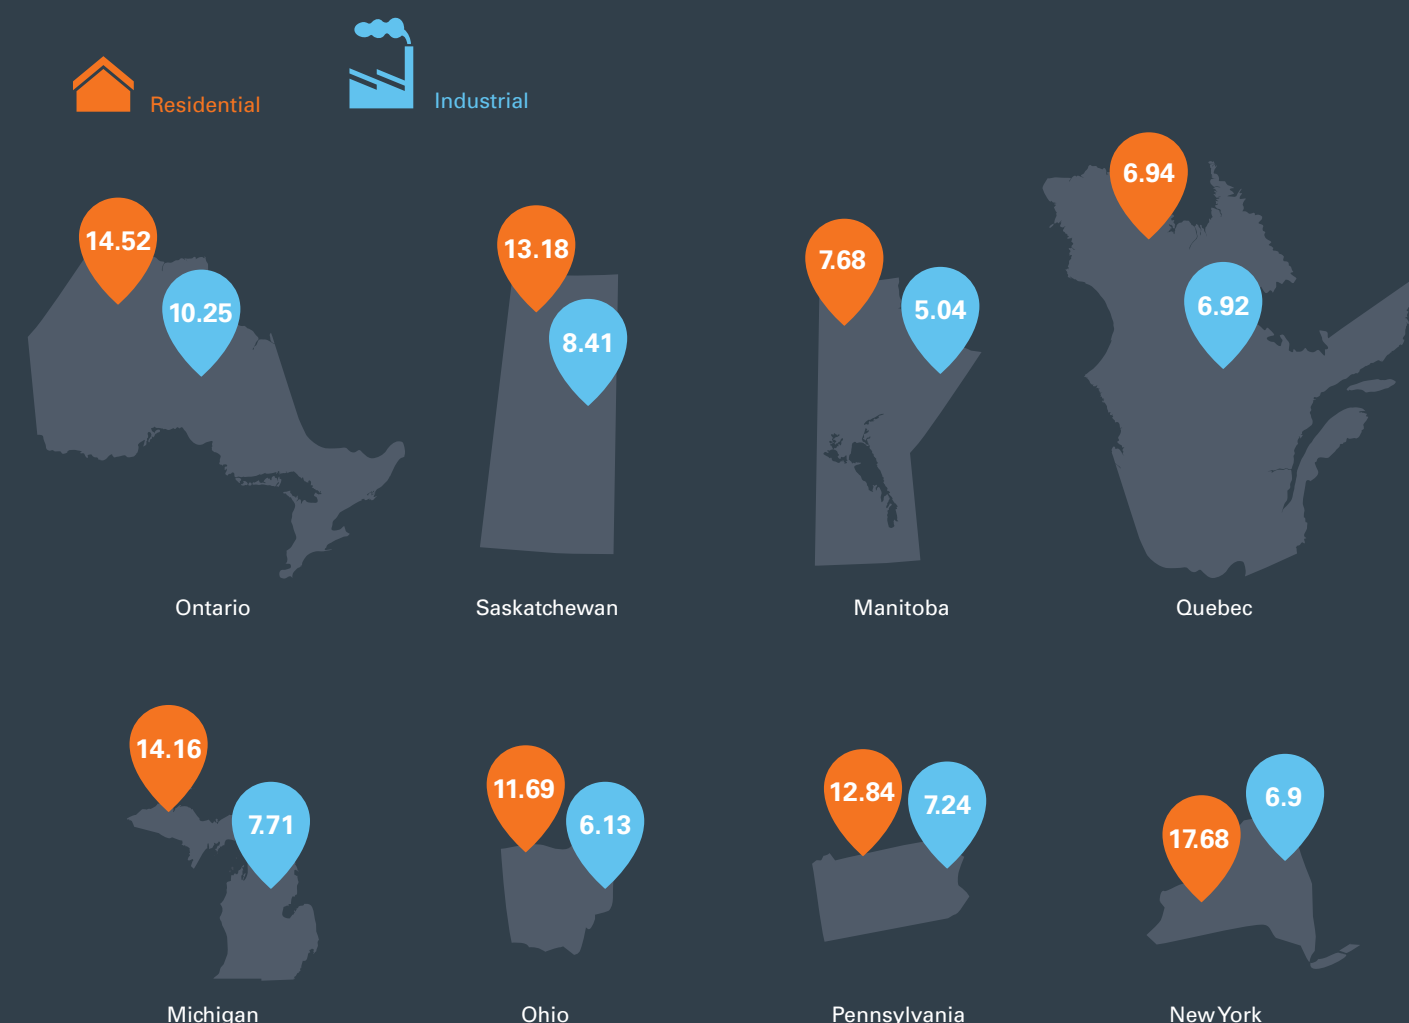 Residential
Industrial
14.52
10.25
Ontario
13.18
8.41
Saskatchewan
7.68
5.04
Manitoba
6.94
6.92
Quebec
14.16
7.71
Michigan
11.69
6.13
Ohio
12.84
7.24
Pennsylvania
17.68
6.9
New York